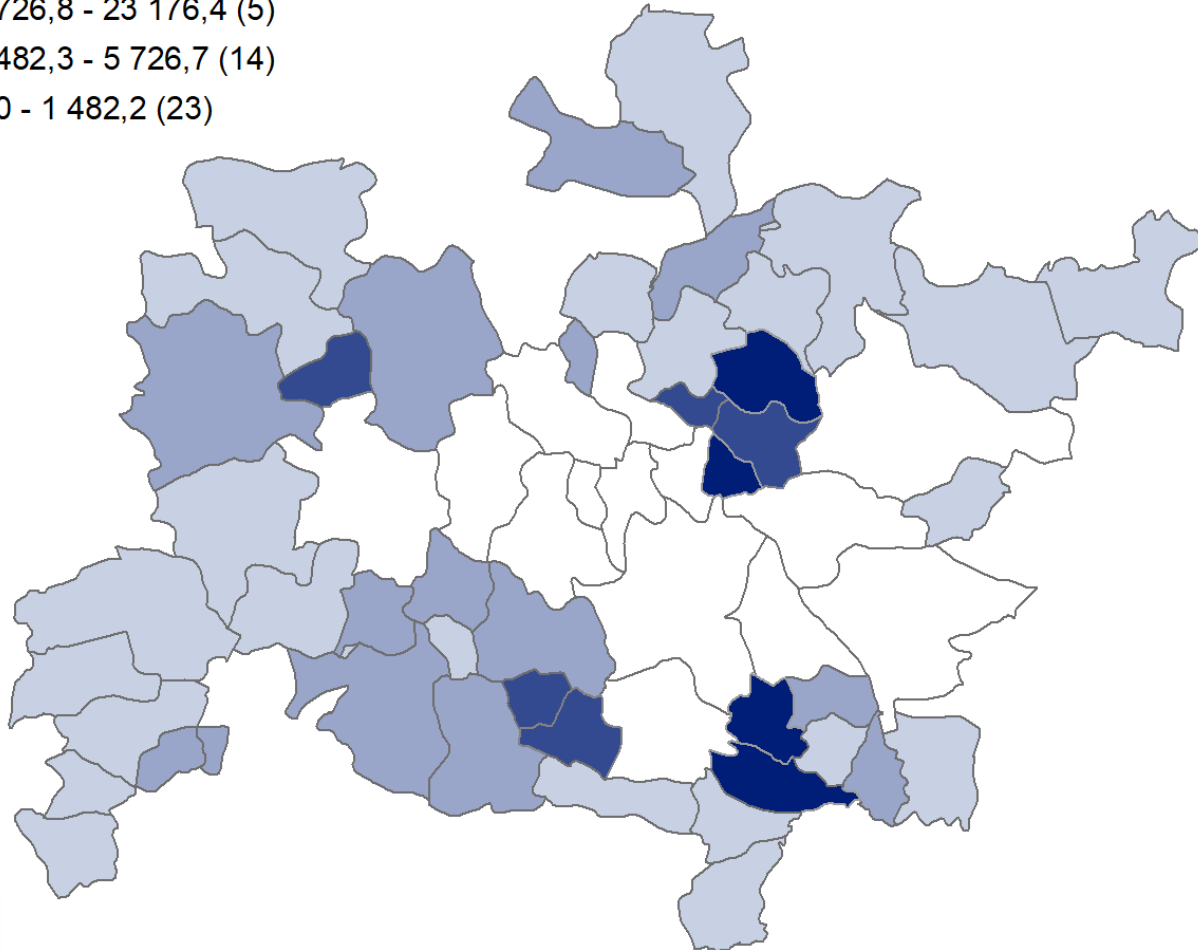 726,8 - 23 176,4 (5)
482,3 - 5 726,7 (14)
0 - 1 482,2 (23)